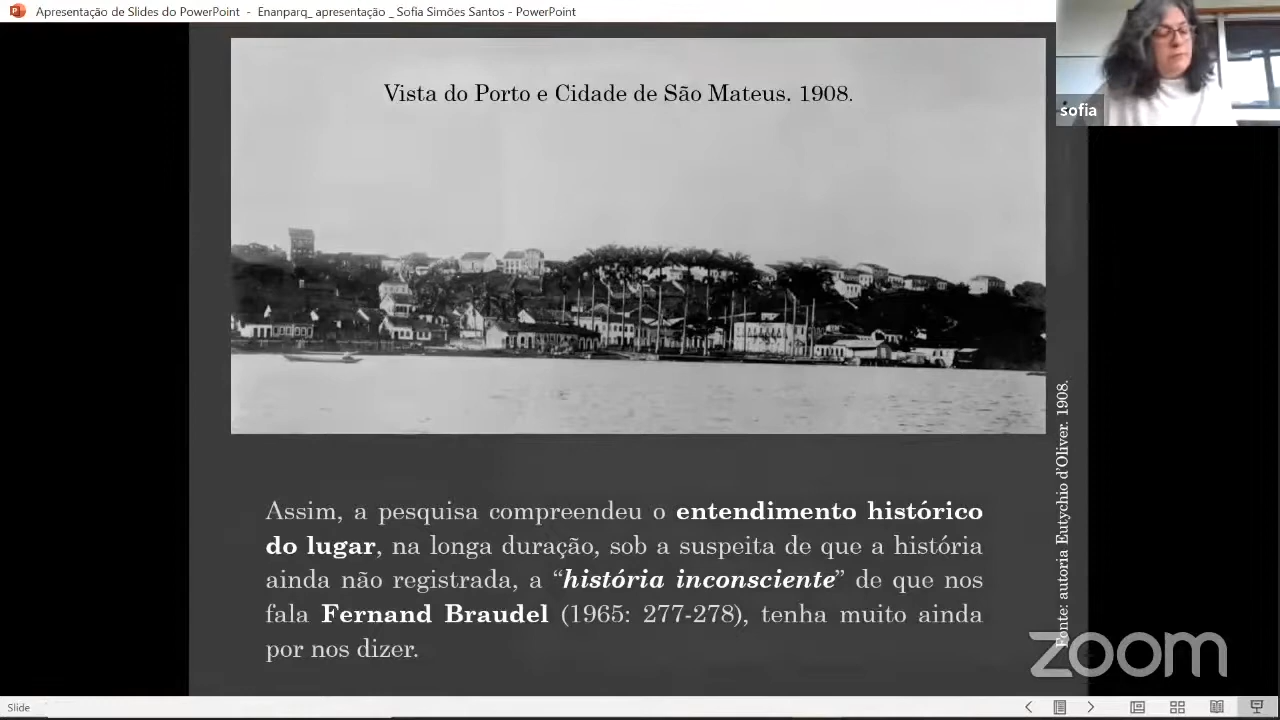 Apresentação de Slides do PowerPoint - Enanparq_ apresentação _ Sofia Simões Santos - PowerPoint
Vista do Porto e Cidade de São Mateus. 1908.
sofia
Fonte: autoria Eutychio d'Oliver. 1908.
Assim, a pesquisa compreendeu o entendimento histórico
do lugar, na longa duração, sob a suspeita de que a história
ainda não registrada, a “história inconsciente” de que nos
fala Fernand Braudel (1965: 277-278), tenha muito ainda
por nos dizer.
zoom
Slide